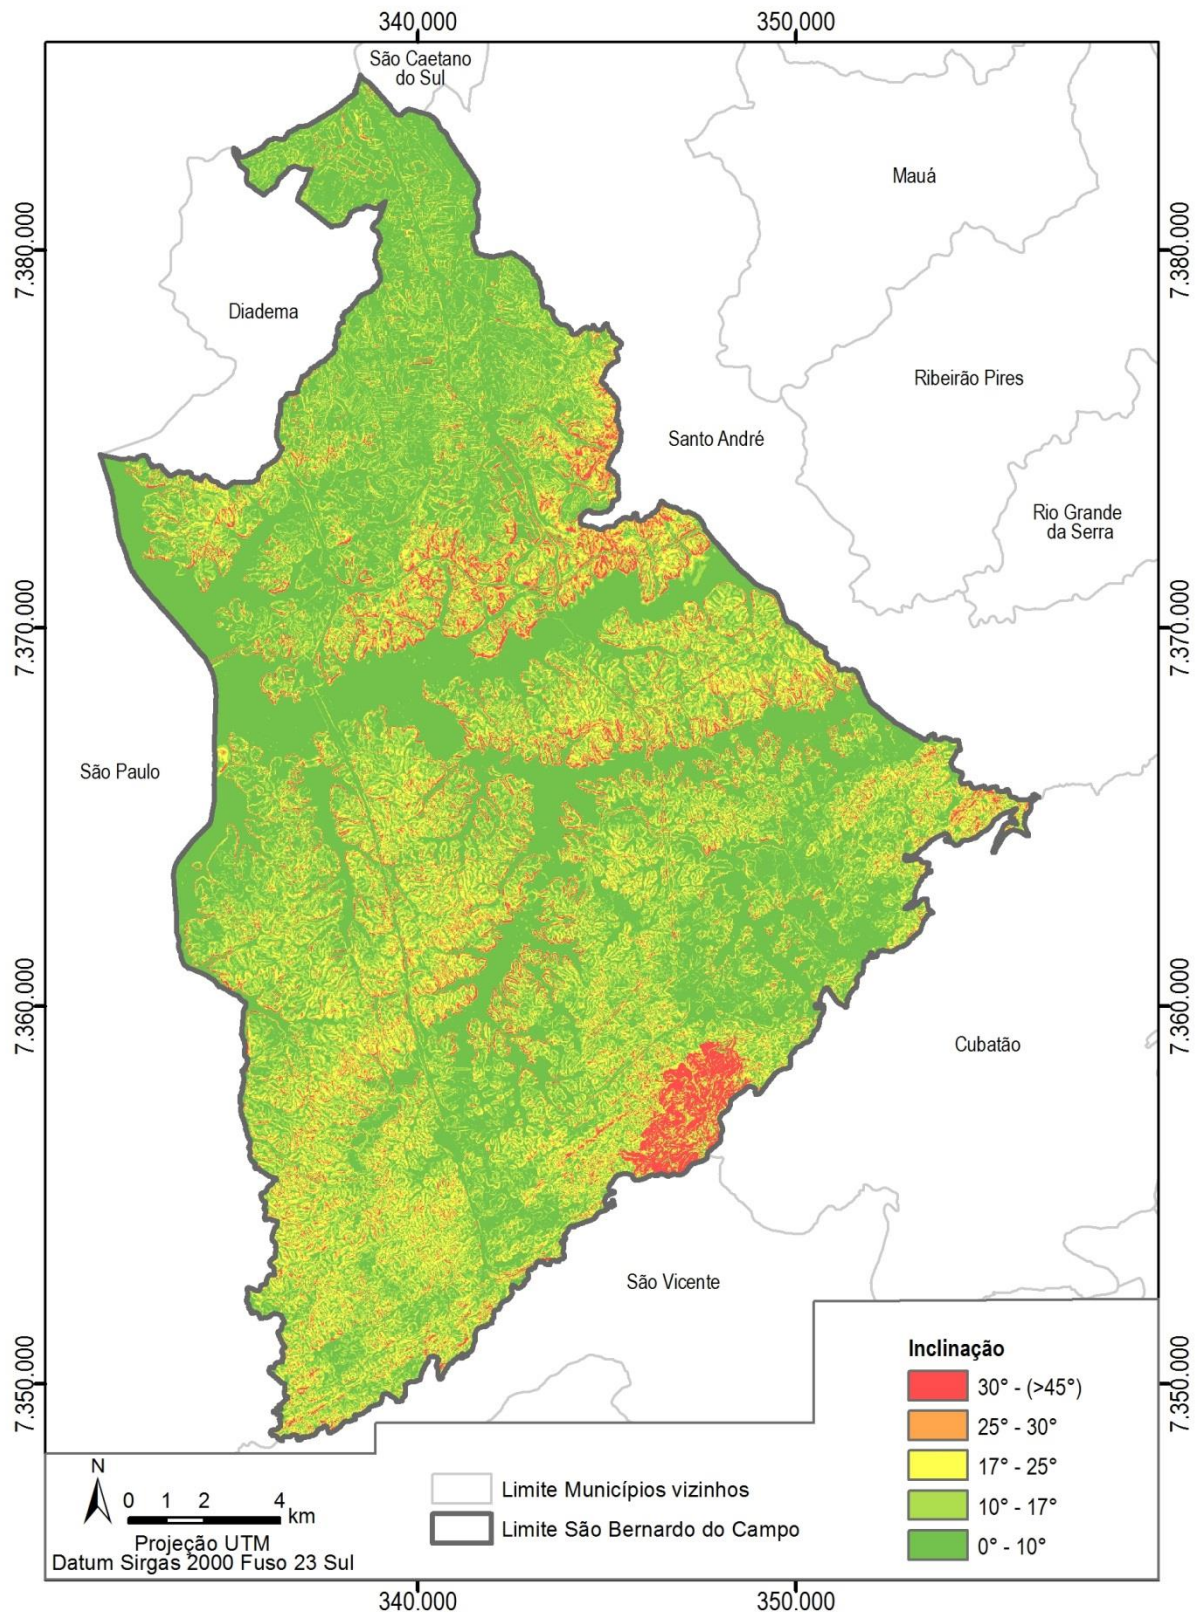 340.000
350.000
São Caetano
do Sul
Mauá
7.380.000
7.380.000
Diadema
Ribeirão Pires
Santo André
Rio Grande
da Serra
7.370.000
7.370.000
São Paulo
7.360.000
7.360.000
Cubatão
São Vicente
Inclinação
30° - (>45°)
25° - 30°
17° - 25°
10° - 17°
0° - 10°
7.350.000
7.350.000
N
0 1 2 4
km
Projeção UTM
Datum Sirgas 2000 Fuso 23 Sul
Limite Municípios vizinhos
Limite São Bernardo do Campo
340.000
350.000